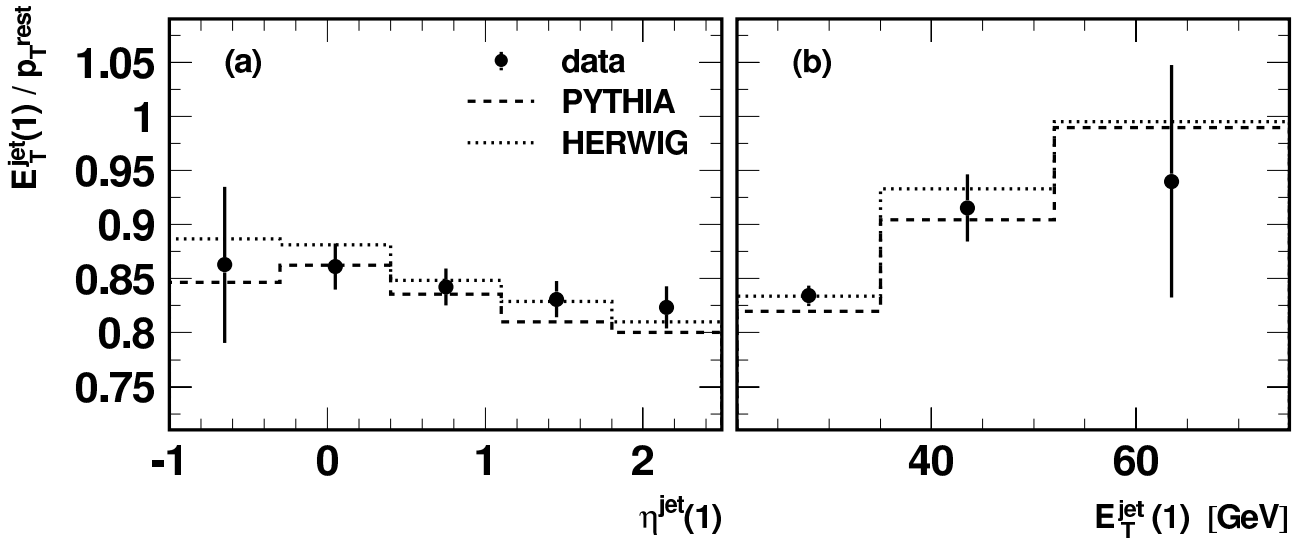 E_T^jet(1) / p_T^rest
1.05
1
0.95
0.9
0.85
0.8
0.75
(a)
data
PYTHIA
HERWIG
(b)
-1 0 1 2
40 60
η^jet(1)
E_T^jet(1) [GeV]